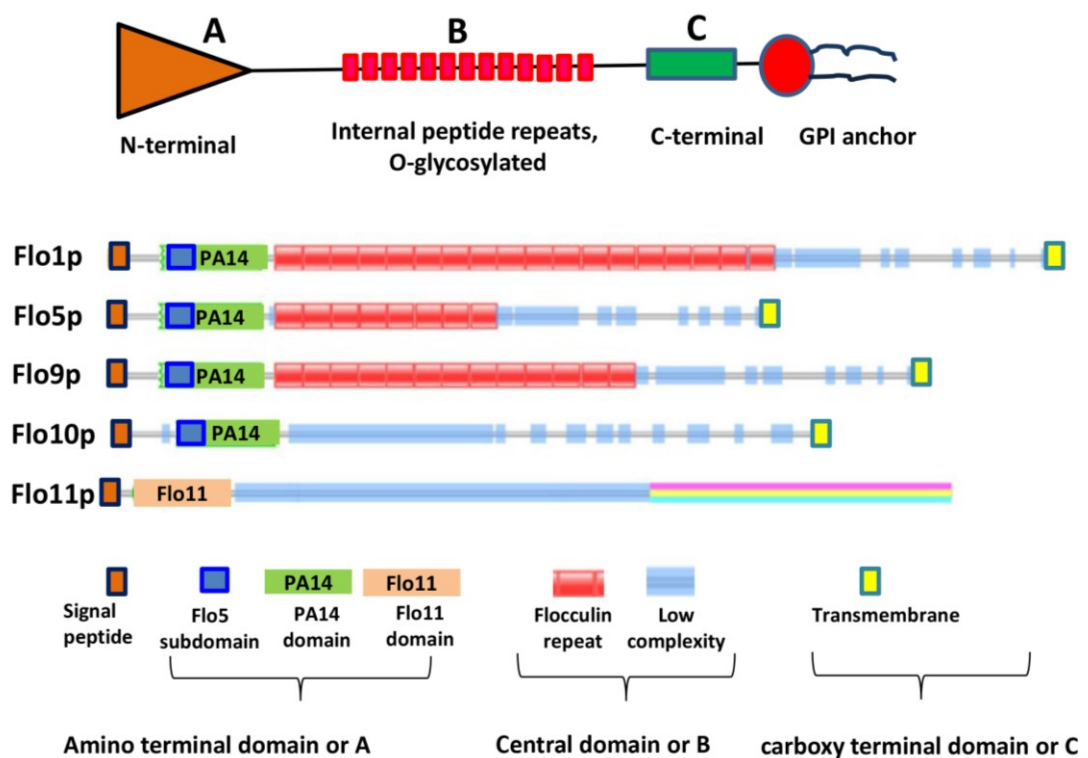 A
B
C
N-terminal
Internal peptide repeats,
O-glycosylated
C-terminal
GPI anchor
Flo1p
PA14
Flo5p
PA14
Flo9p
PA14
Flo10p
PA14
Flo11p
Flo11
PA14
Flo11
Signal
peptide
Flo5
subdomain
PA14
domain
Flo11
domain
Flocculin
repeat
Low
complexity
Transmembrane
Amino terminal domain or A
Central domain or B
carboxy terminal domain or C